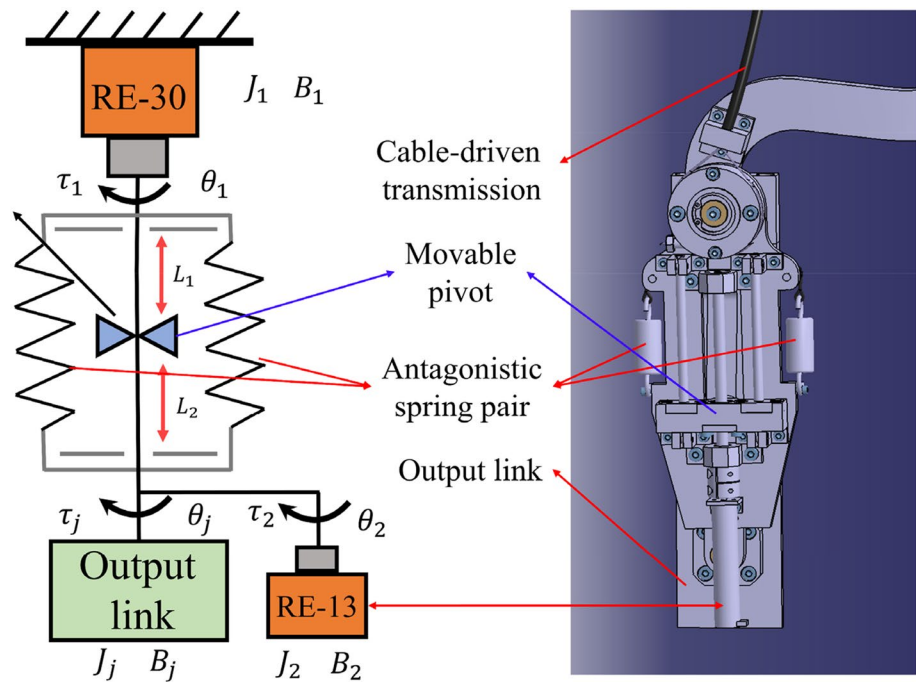 RE-30
J₁ B₁
τ₁ θ₁
L₁
L₂
τⱼ θⱼ
τ₂ θ₂
Output
link
RE-13
Jⱼ Bⱼ
J₂ B₂
Cable-driven
transmission
Movable
pivot
Antagonistic
spring pair
Output link